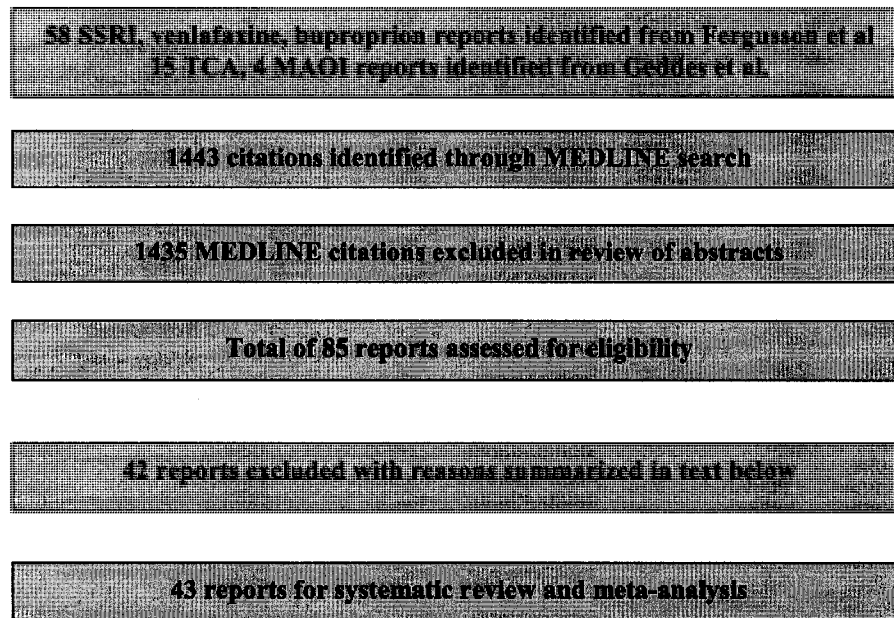 58 SSRI, venlafaxine, buproprion reports identified from Fergusson et al
15 TCA, 4 MAOI reports identified from Geddes et al.
1443 citations identified through MEDLINE search
1435 MEDLINE citations excluded in review of abstracts
Total of 85 reports assessed for eligibility
42 reports excluded with reasons summarized in text below
43 reports for systematic review and meta-analysis